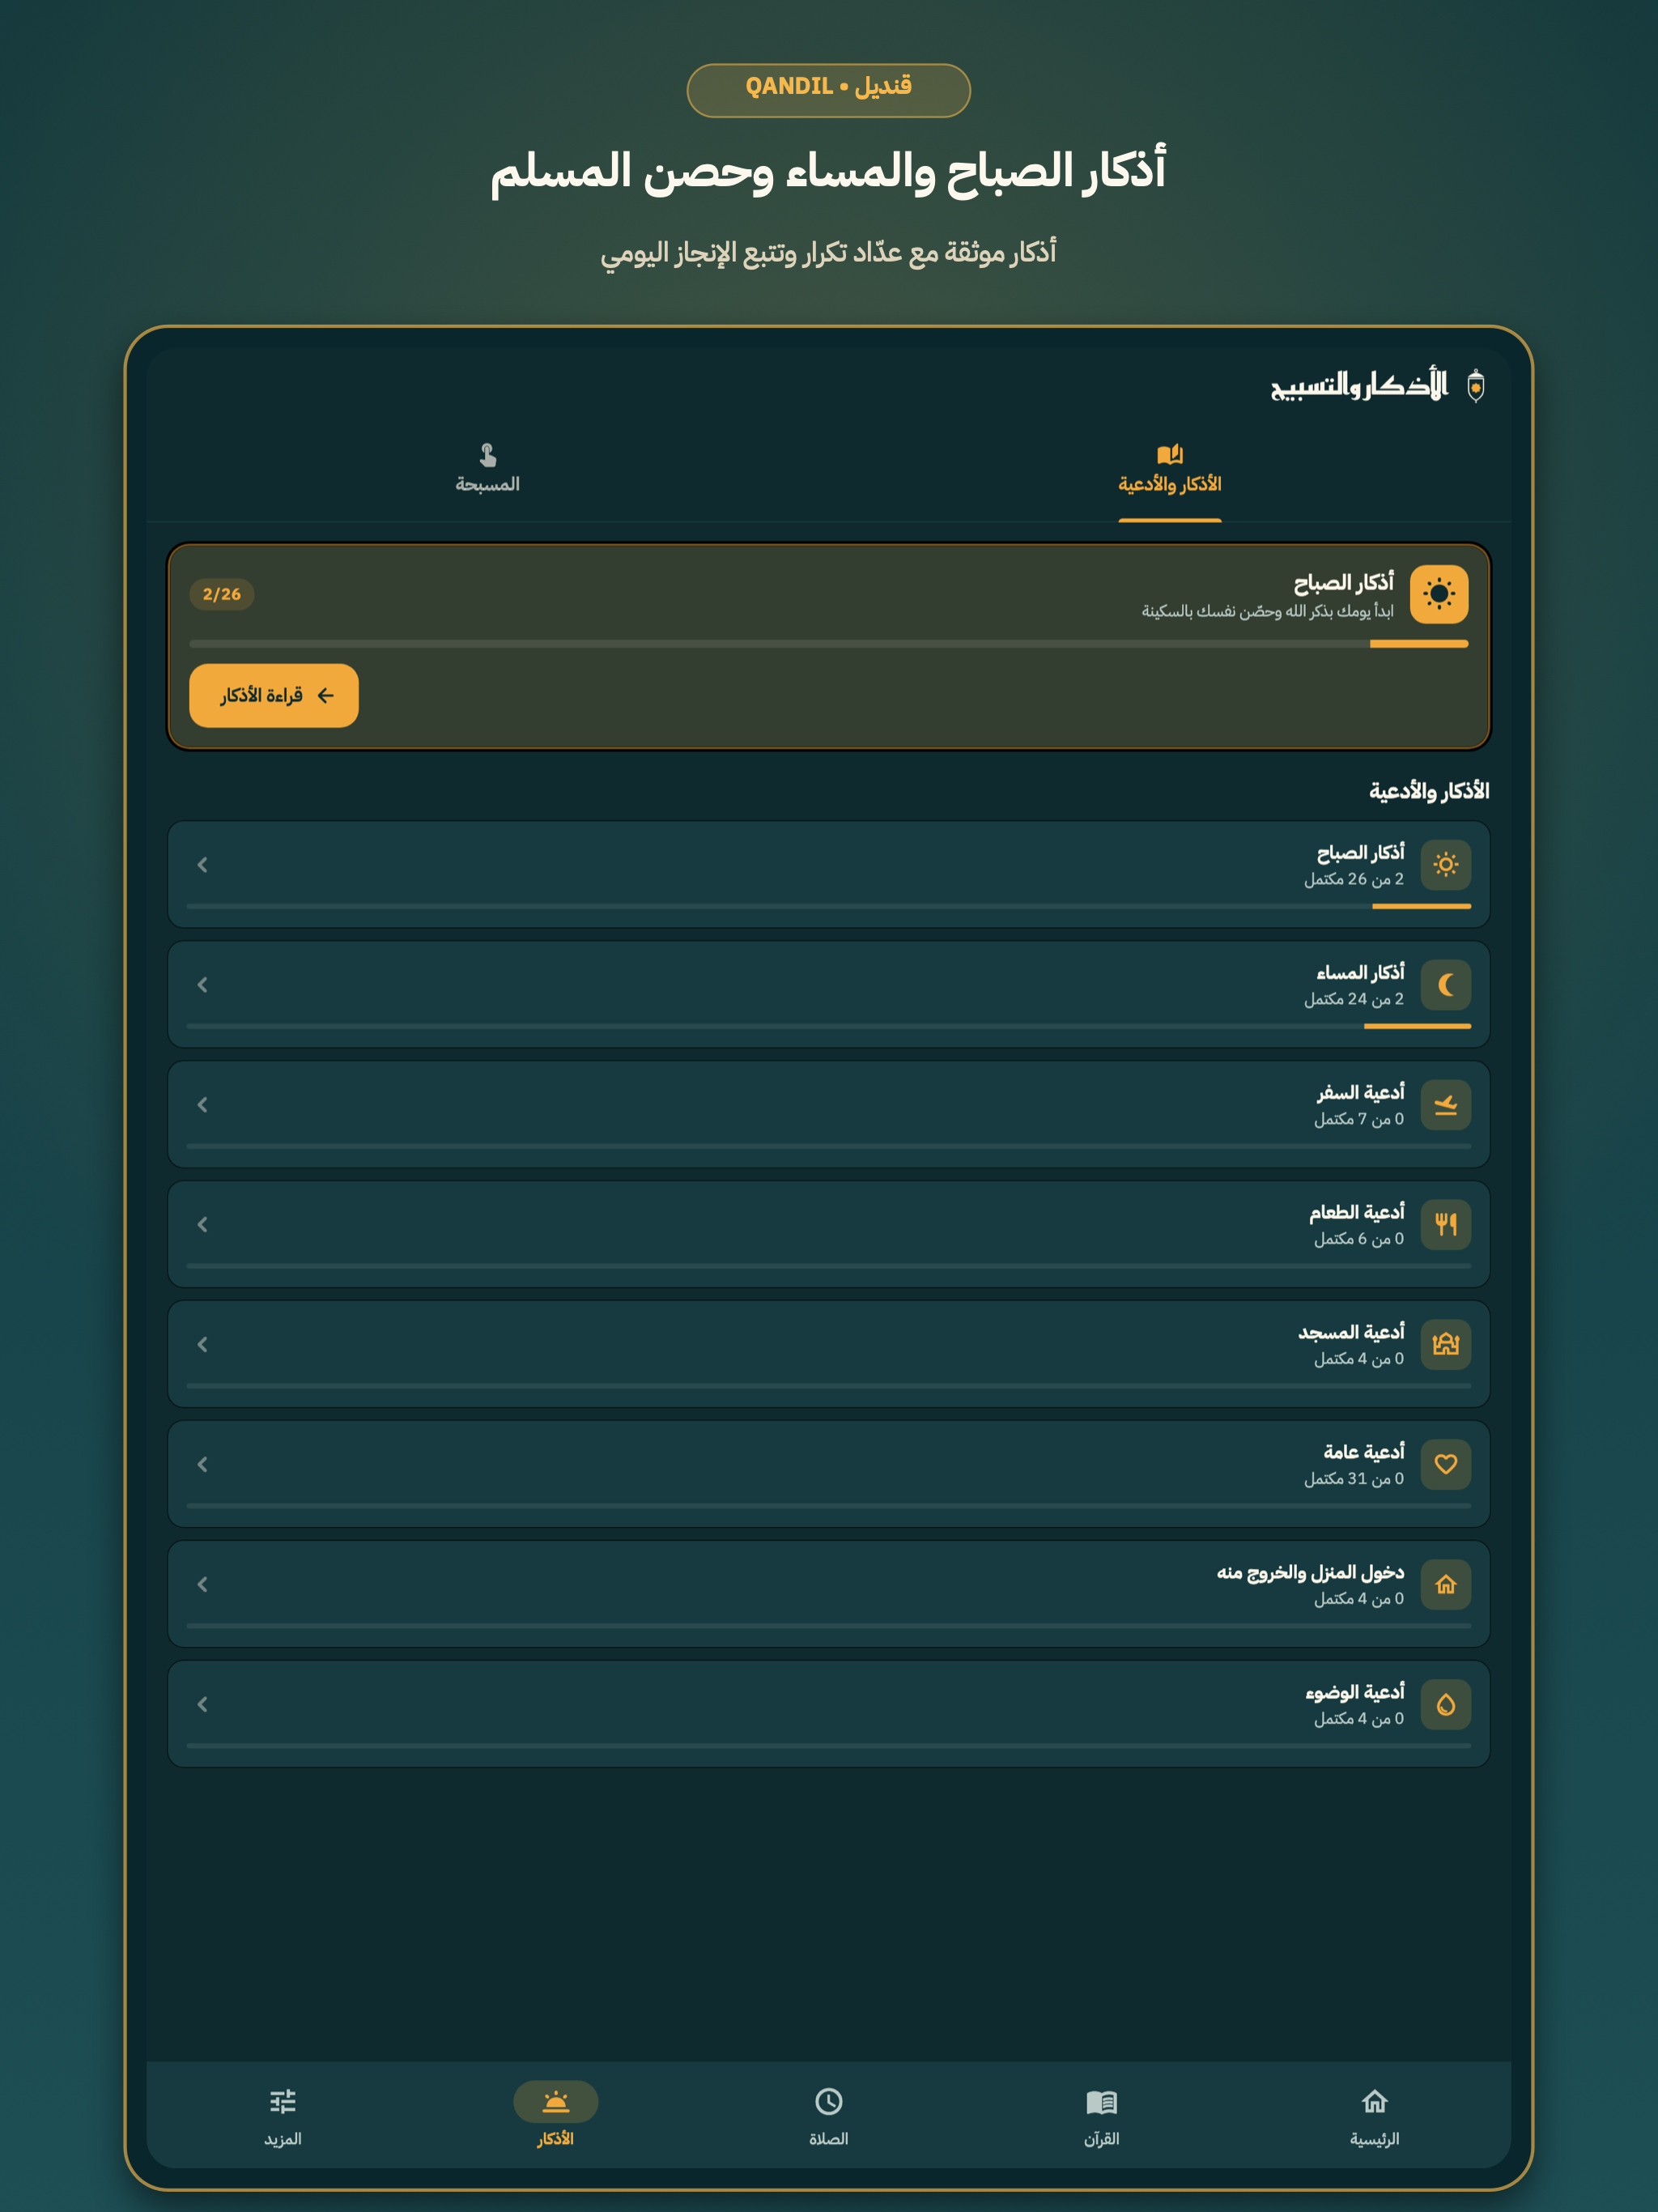 قنديل • QANDIL
أذكار الصباح والمساء وحصن المسلم
أذكار موثقة مع عدّاد تكرار وتتبع الإنجاز اليومي
الأذكار والتسبيح
الأذكار والأدعية
المسبحة
أذكار الصباح
2/26
ابدأ يومك بذكر الله وحصّن نفسك بالسكينة
قراءة الأذكار
الأذكار والأدعية
أذكار الصباح
2 من 26 مكتمل
أذكار المساء
2 من 24 مكتمل
أدعية السفر
0 من 7 مكتمل
أدعية الطعام
0 من 6 مكتمل
أدعية المسجد
0 من 4 مكتمل
أدعية عامة
0 من 31 مكتمل
دخول المنزل والخروج منه
0 من 4 مكتمل
أدعية الوضوء
0 من 4 مكتمل
الرئيسية
القرآن
الصلاة
الأذكار
المزيد